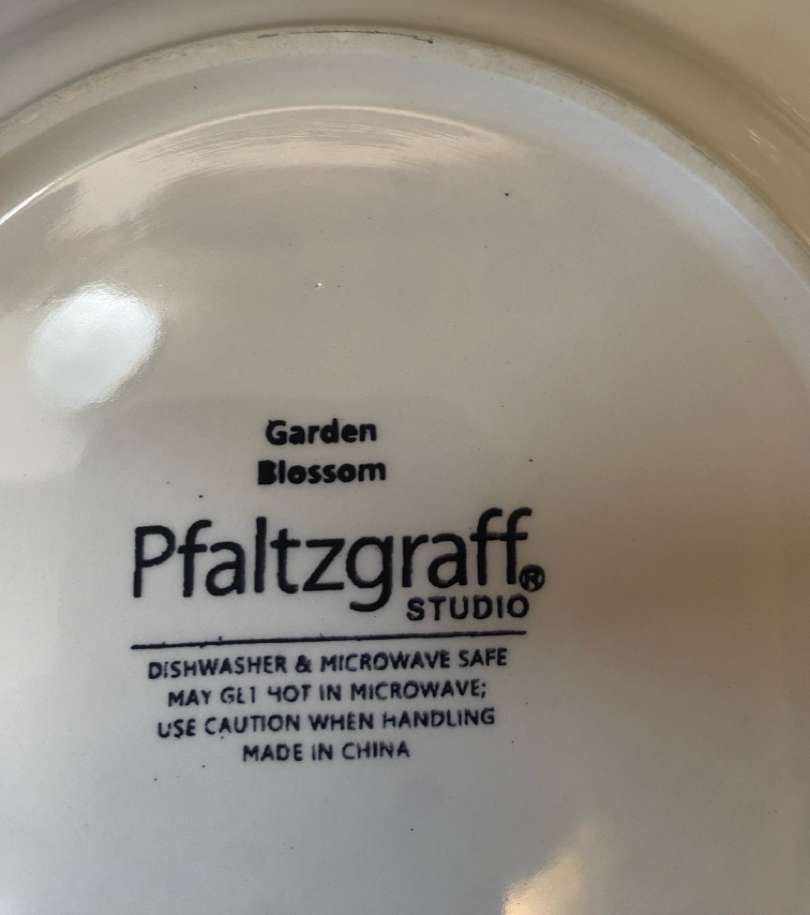 Garden
Blossom
Pfaltzgraff®
STUDIO
DISHWASHER & MICROWAVE SAFE
MAY GET HOT IN MICROWAVE;
USE CAUTION WHEN HANDLING
MADE IN CHINA